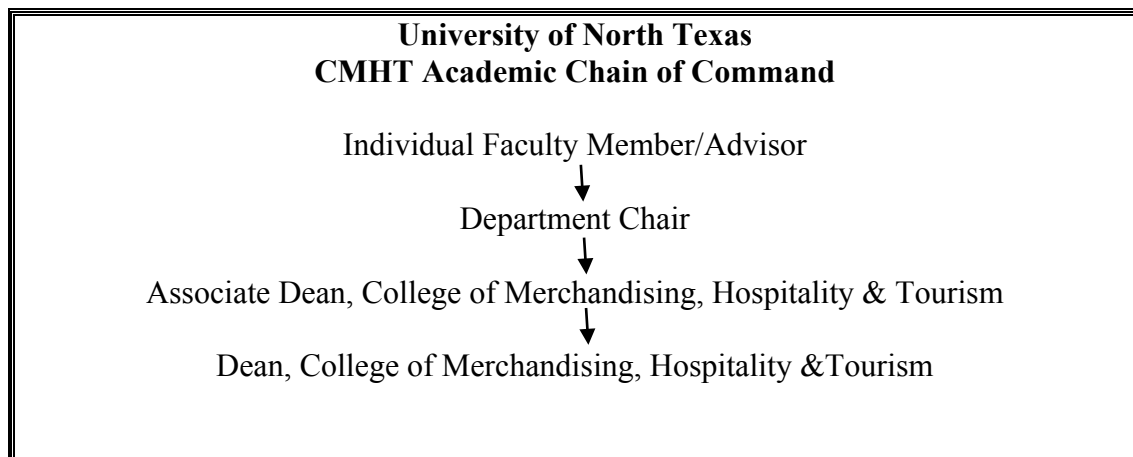 University of North Texas
CMHT Academic Chain of Command
Individual Faculty Member/Advisor
Department Chair
Associate Dean, College of Merchandising, Hospitality & Tourism
Dean, College of Merchandising, Hospitality &Tourism